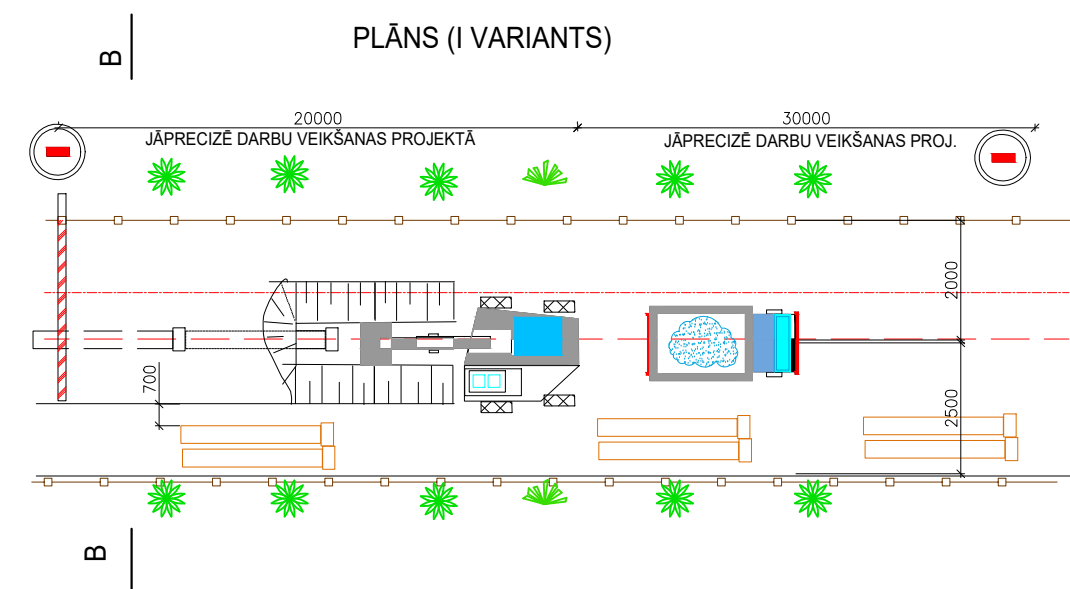 B
PLĀNS (I VARIANTS)
20000
30000
JĀPRECIZĒ DARBU VEIKŠANAS PROJEKTĀ
JĀPRECIZĒ DARBU VEIKŠANAS PROJ.
2000
700
2500
B